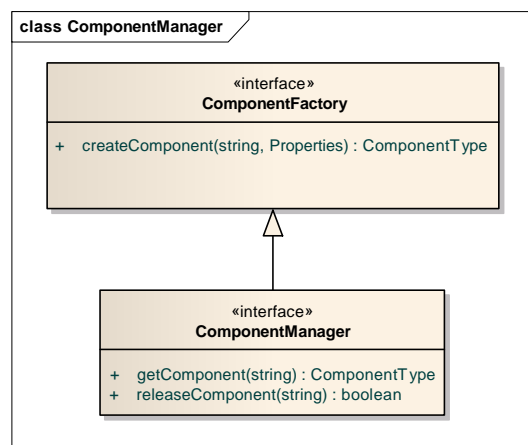 class ComponentManager
«interface»
ComponentFactory
+ createComponent(string, Properties) : ComponentType
«interface»
ComponentManager
+ getComponent(string) : ComponentType
+ releaseComponent(string) : boolean